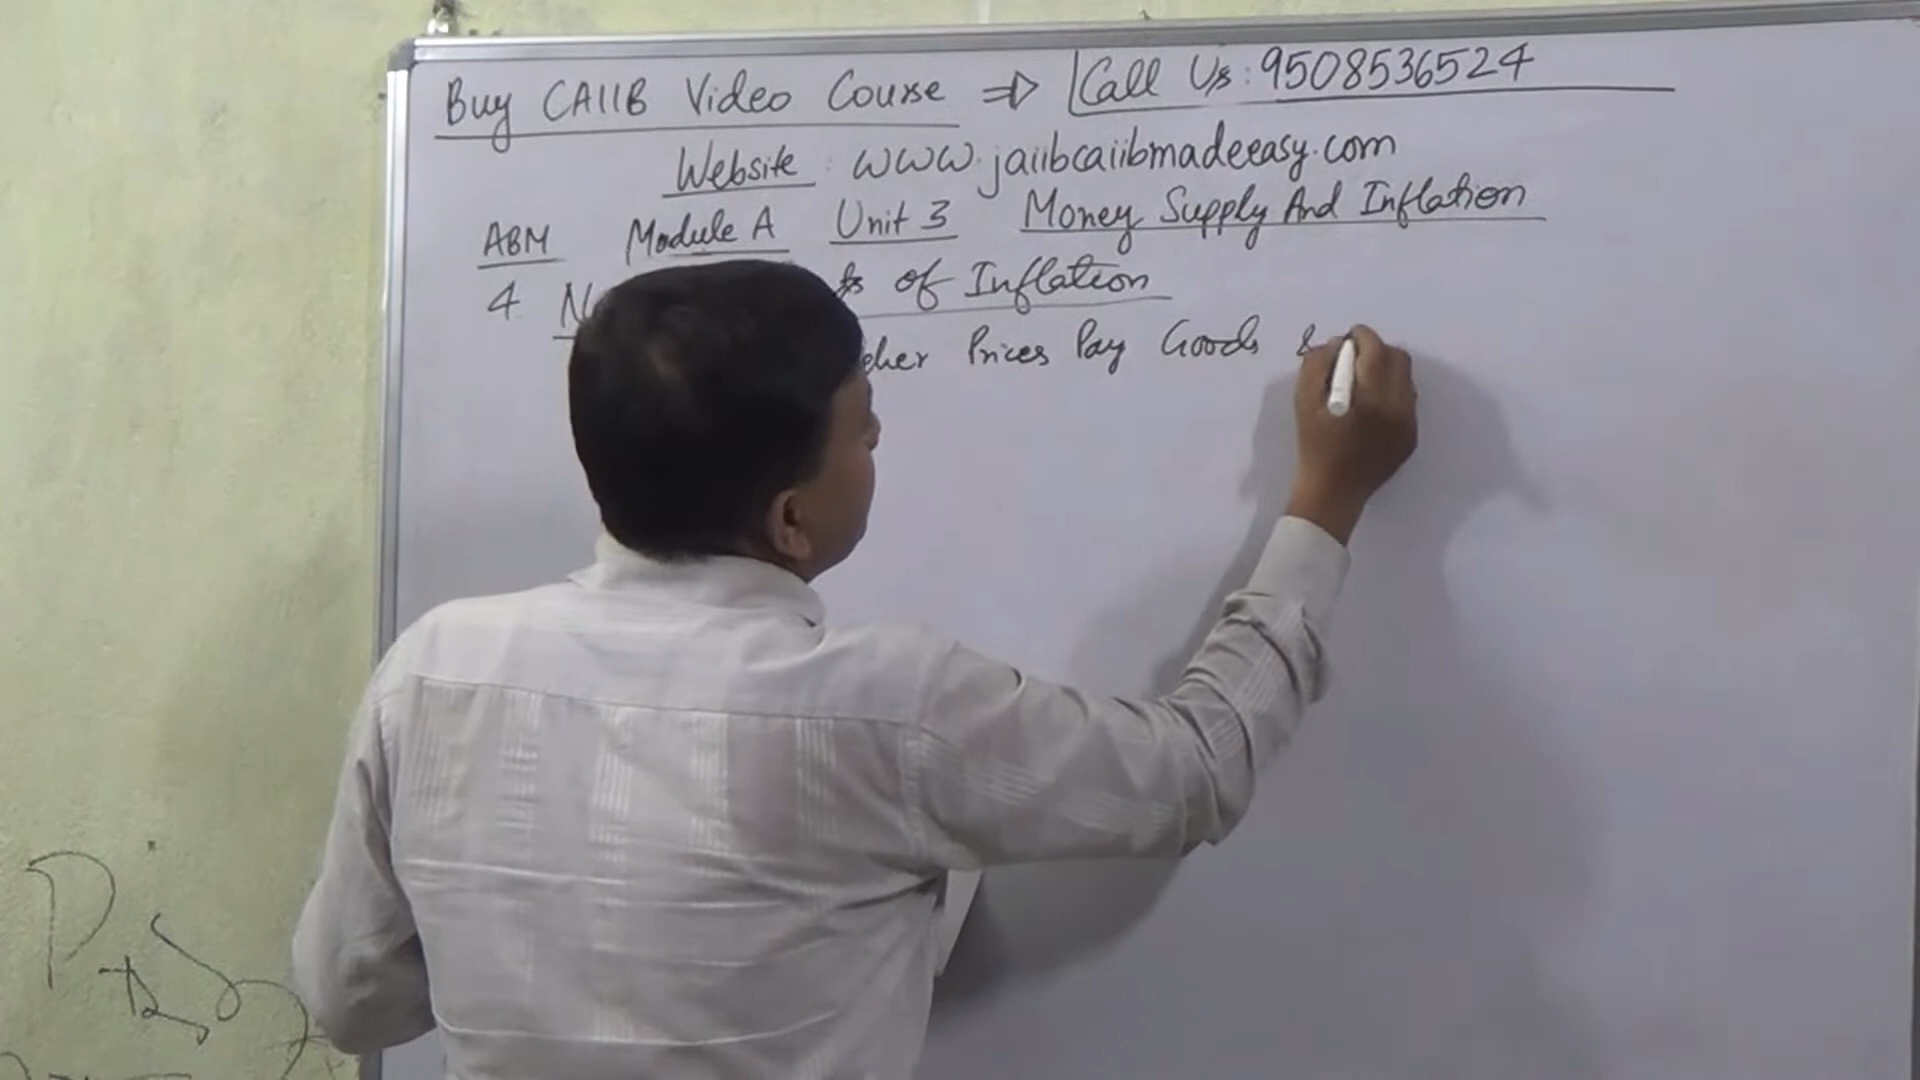 Buy CAIIB Video Course ⇒ Call Us : 9508536524
Website : www.jaiibcaiibmadeeasy.com
ABM Module A Unit 3 Money Supply And Inflation
4 of Inflation
Prices Pay Goods &